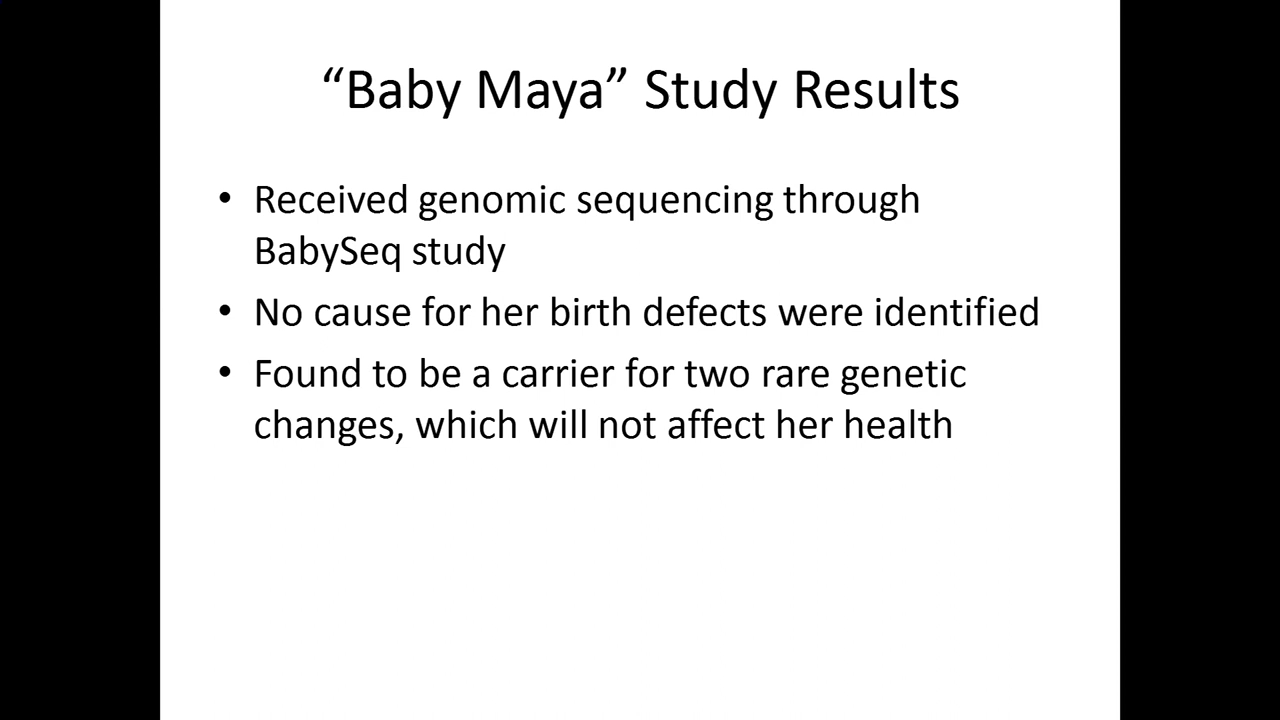 “Baby Maya” Study Results
• Received genomic sequencing through
BabySeq study
• No cause for her birth defects were identified
• Found to be a carrier for two rare genetic
changes, which will not affect her health